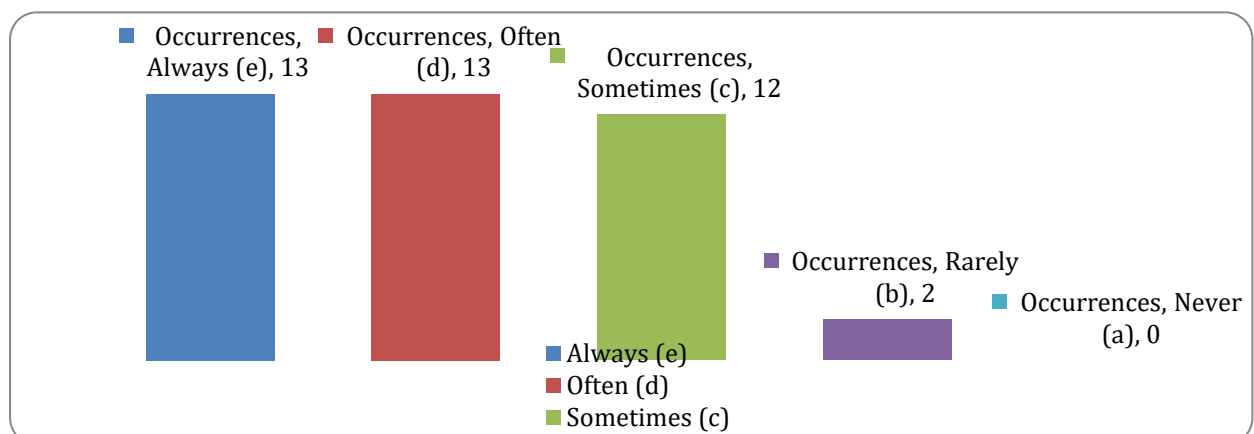 Occurrences,
Always (e), 13
Occurrences, Often
(d), 13
Occurrences,
Sometimes (c), 12
Occurrences, Rarely
(b), 2
Occurrences, Never
(a), 0
Always (e)
Often (d)
Sometimes (c)